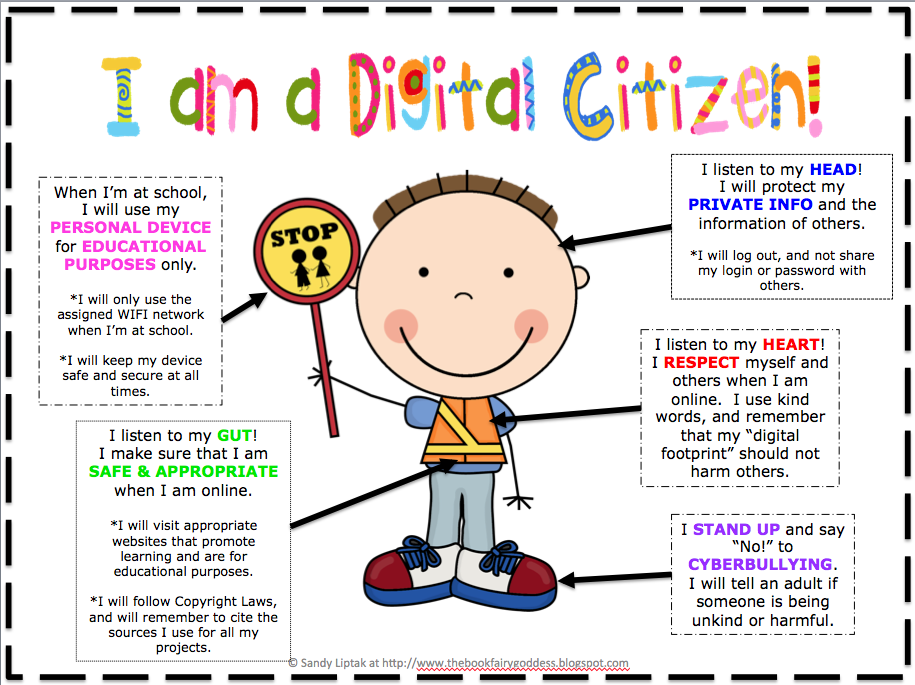 I am a Digital Citizen!
When I'm at school,
I will use my
PERSONAL DEVICE
for EDUCATIONAL
PURPOSES only.
*I will only use the
assigned WIFI network
when I'm at school.
*I will keep my device
safe and secure at all
times.
STOP
I listen to my HEAD!
I will protect my
PRIVATE INFO and the
information of others.
*I will log out, and not share
my login or password with
others.
I listen to my HEART!
I RESPECT myself and
others when I am
online.  I use kind
words, and remember
that my “digital
footprint” should not
harm others.
I listen to my GUT!
I make sure that I am
SAFE & APPROPRIATE
when I am online.
*I will visit appropriate
websites that promote
learning and are for
educational purposes.
*I will follow Copyright Laws,
and will remember to cite the
sources I use for all my
projects.
I STAND UP and say
“No!” to
CYBERBULLYING.
I will tell an adult if
someone is being
unkind or harmful.
© Sandy Liptak at http://www.thebookfairygoddess.blogspot.com